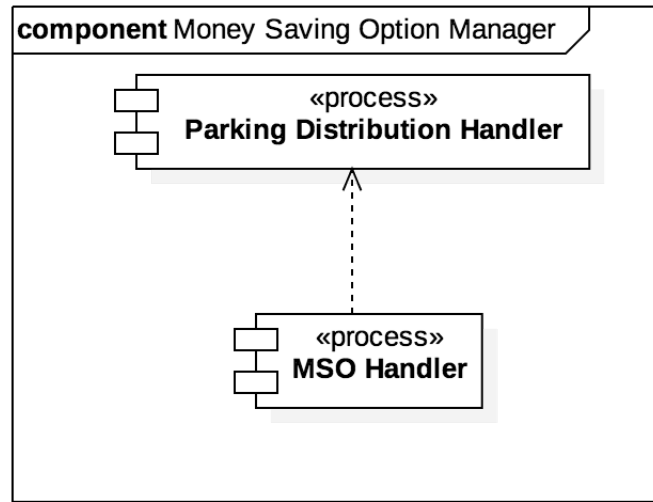 component Money Saving Option Manager
«process»
Parking Distribution Handler
«process»
MSO Handler